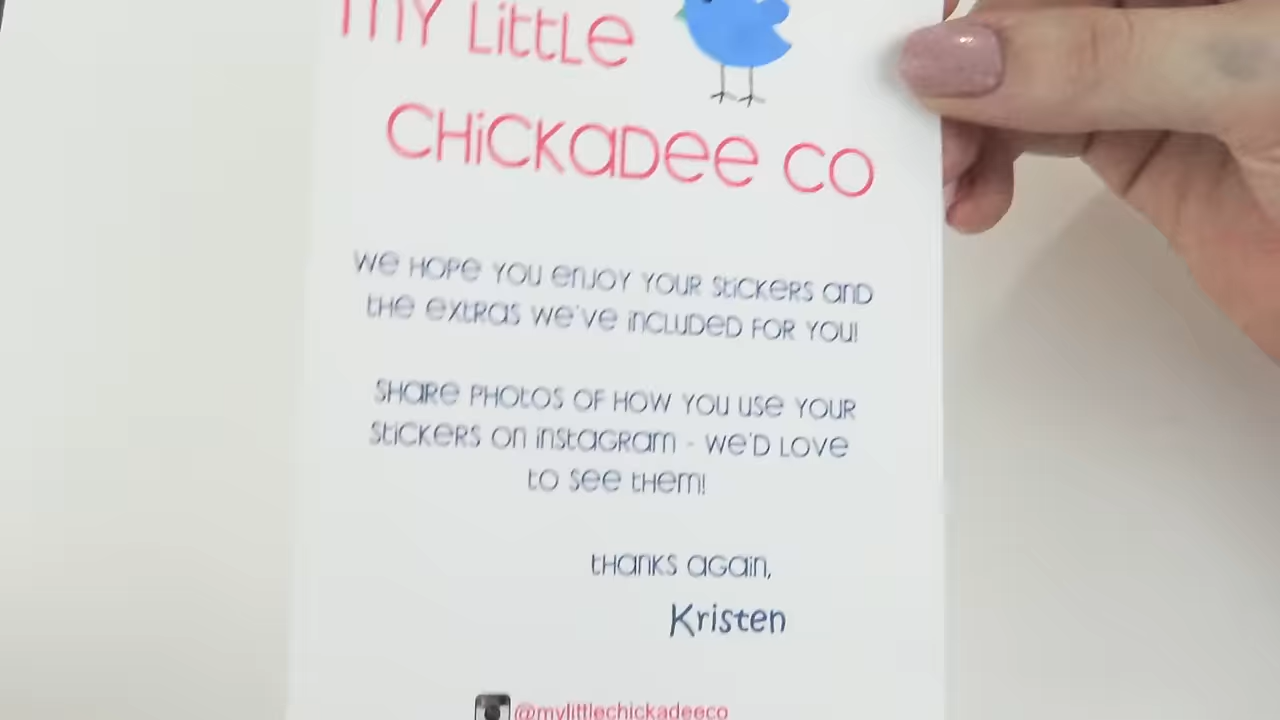 my Little
CHiCKaDee CO
we HOPe YOU enJOY YOUR StiCKeRS anD
tHe extRaS we've inCLUDeD FOR YOU!
SHaRe PHOtOS OF HOW YOU USe YOUR
StiCKeRS On inStaGRam - we'D LOve
tO See tHem!
tHanKS aGain,
Kristen
@mylittlechickadeeco